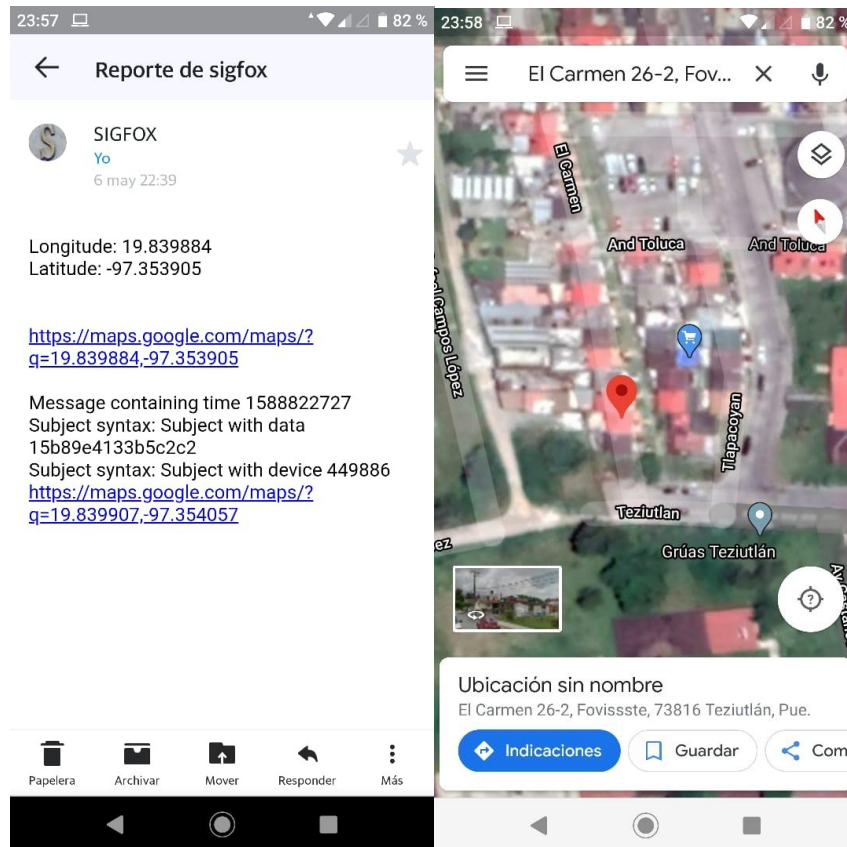 23:57
82 %
Reporte de sigfox
SIGFOX
Yo
6 may 22:39
Longitude: 19.839884
Latitude: -97.353905
https://maps.google.com/maps/?
q=19.839884,-97.353905
Message containing time 1588822727
Subject syntax: Subject with data
15b89e4133b5c2c2
Subject syntax: Subject with device 449886
https://maps.google.com/maps/?
q=19.839907,-97.354057
Papelera
Archivar
Mover
Responder
Más
23:58
82 %
El Carmen 26-2, Fov...
El Carmen
And Toluca
And Toluca
Campos López
Tlapacoyan
Teziutlan
ez
Grúas Teziutlán
Av
Ubicación sin nombre
El Carmen 26-2, Fovissste, 73816 Teziutlán, Pue.
Indicaciones
Guardar
Com